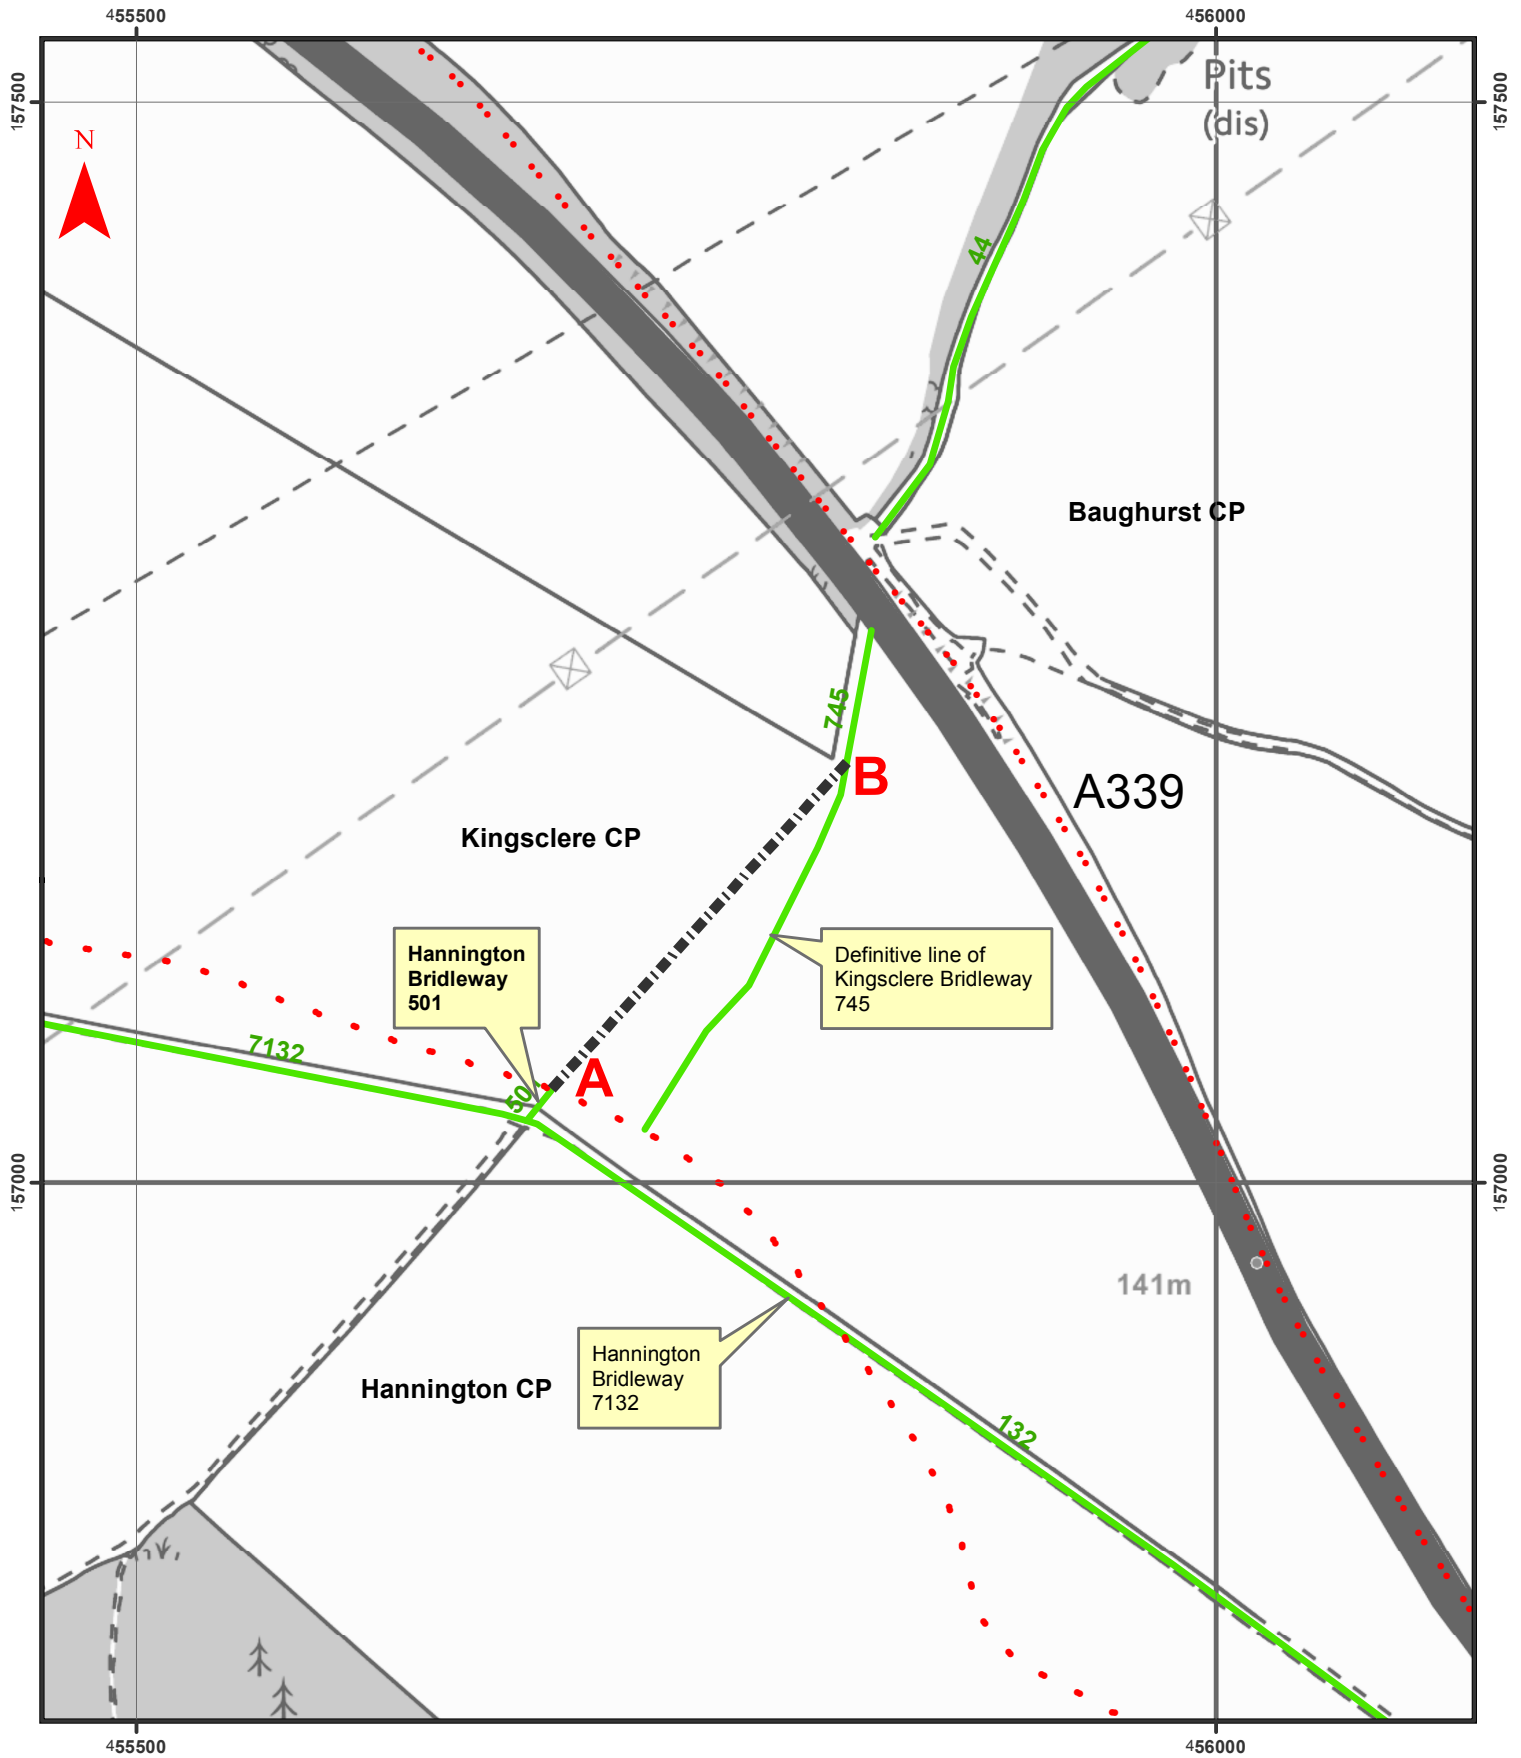 455500
456000
157500
157500
N
Pits
(dis)
44
Baughurst CP
745
B
A339
Kingsclere CP
Hannington
Bridleway
501
Definitive line of
Kingsclere Bridleway
745
7132
50
A
157000
157000
141m
Hannington
Bridleway
7132
Hannington CP
132
455500
456000